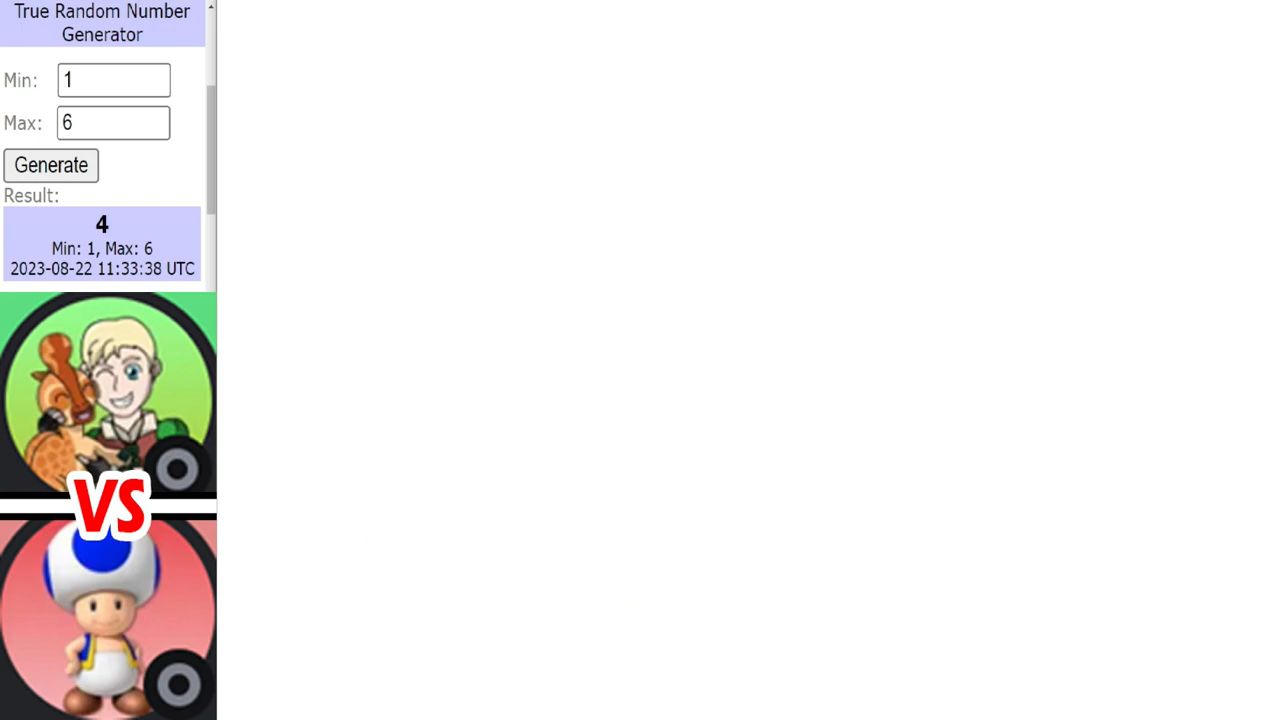 True Random Number
Generator
Min: 1
Max: 6
Generate
Result:
4
Min: 1, Max: 6
2023-08-22 11:33:38 UTC
VS